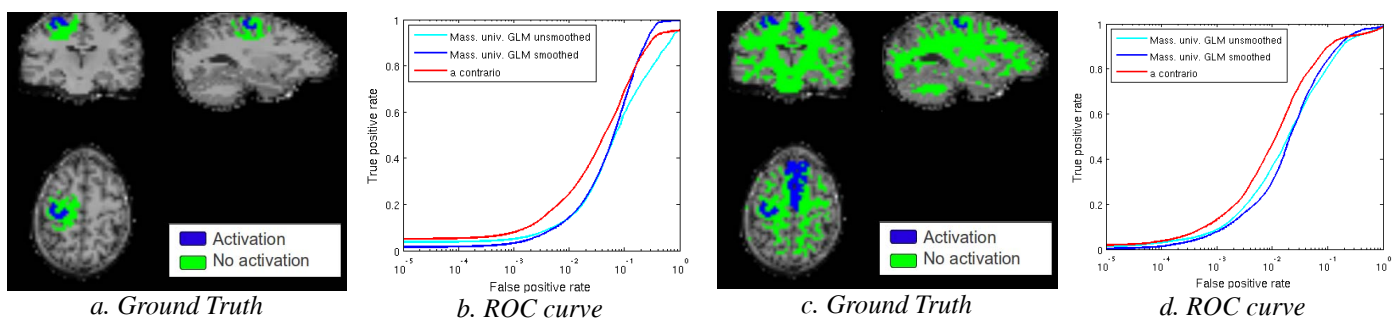 Activation
No activation
a. Ground Truth
Mass. univ. GLM unsmoothed
Mass. univ. GLM smoothed
a contrario
True positive rate
1
0.8
0.6
0.4
0.2
0
10^-5
10^-4
10^-3
10^-2
10^-1
10^0
False positive rate
b. ROC curve
Activation
No activation
c. Ground Truth
Mass. univ. GLM unsmoothed
Mass. univ. GLM smoothed
a contrario
True positive rate
1
0.8
0.6
0.4
0.2
0
10^-5
10^-4
10^-3
10^-2
10^-1
10^0
False positive rate
d. ROC curve